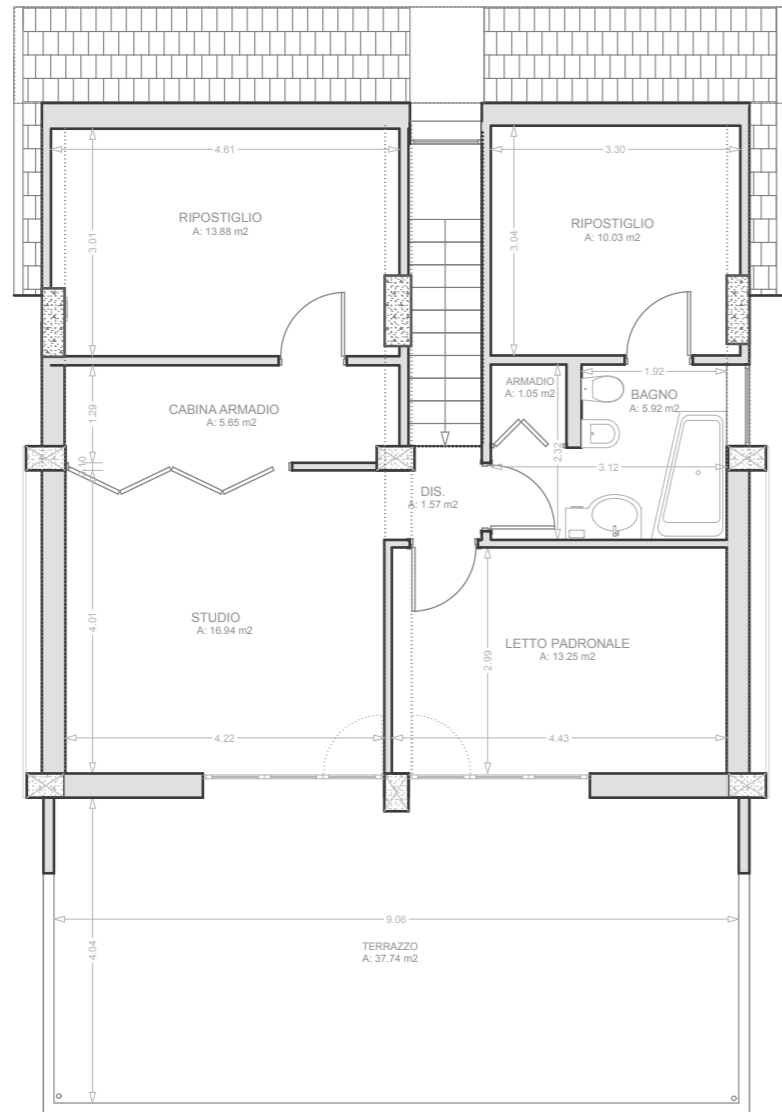 4.61
3.30
RIPOSTIGLIO
A: 13.88 m2
3.01
RIPOSTIGLIO
A: 10.03 m2
3.04
1.92
CABINA ARMADIO
A: 5.65 m2
1.29
ARMADIO
A: 1.05 m2
BAGNO
A: 5.92 m2
2.32
10
3.12
DIS.
A: 1.57 m2
STUDIO
A: 16.94 m2
4.01
LETTO PADRONALE
A: 13.25 m2
2.99
4.22
4.43
9.06
TERRAZZO
A: 37.74 m2
4.04